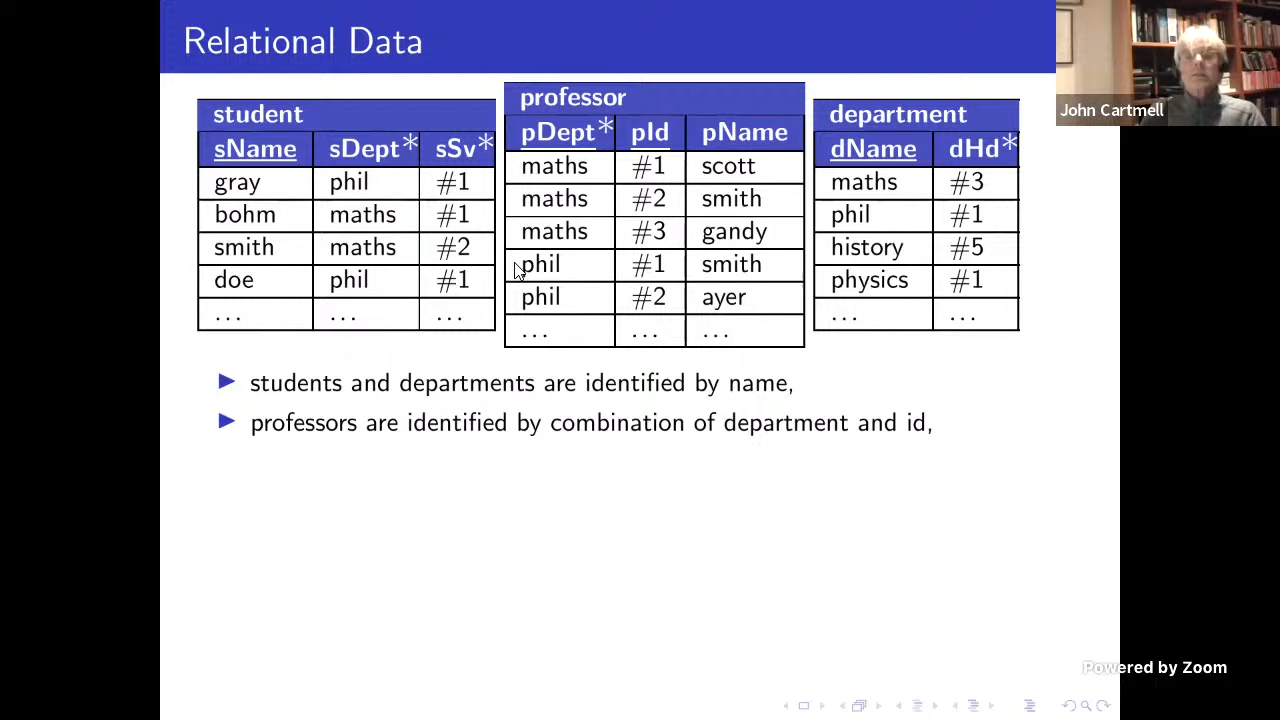 Relational Data
student
sName sDept* sSv*
gray phil #1
bohm maths #1
smith maths #2
doe phil #1
... ... ...
professor
pDept* pId pName
maths #1 scott
maths #2 smith
maths #3 gandy
phil #1 smith
phil #2 ayer
... ... ...
department
dName dHd*
maths #3
phil #1
history #5
physics #1
... ...
students and departments are identified by name,
professors are identified by combination of department and id,
John Cartmell
Powered by Zoom